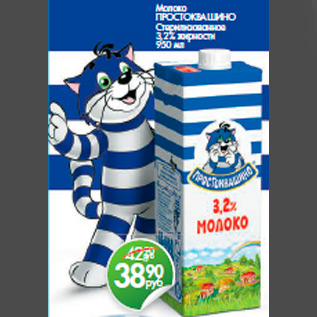 Молоко
ПРОСТОКВАШИНО
Стерилизованное
3,2% жирности
950 мл
ПРОСТОКВАШИНО
3,2%
МОЛОКО
38 90
руб